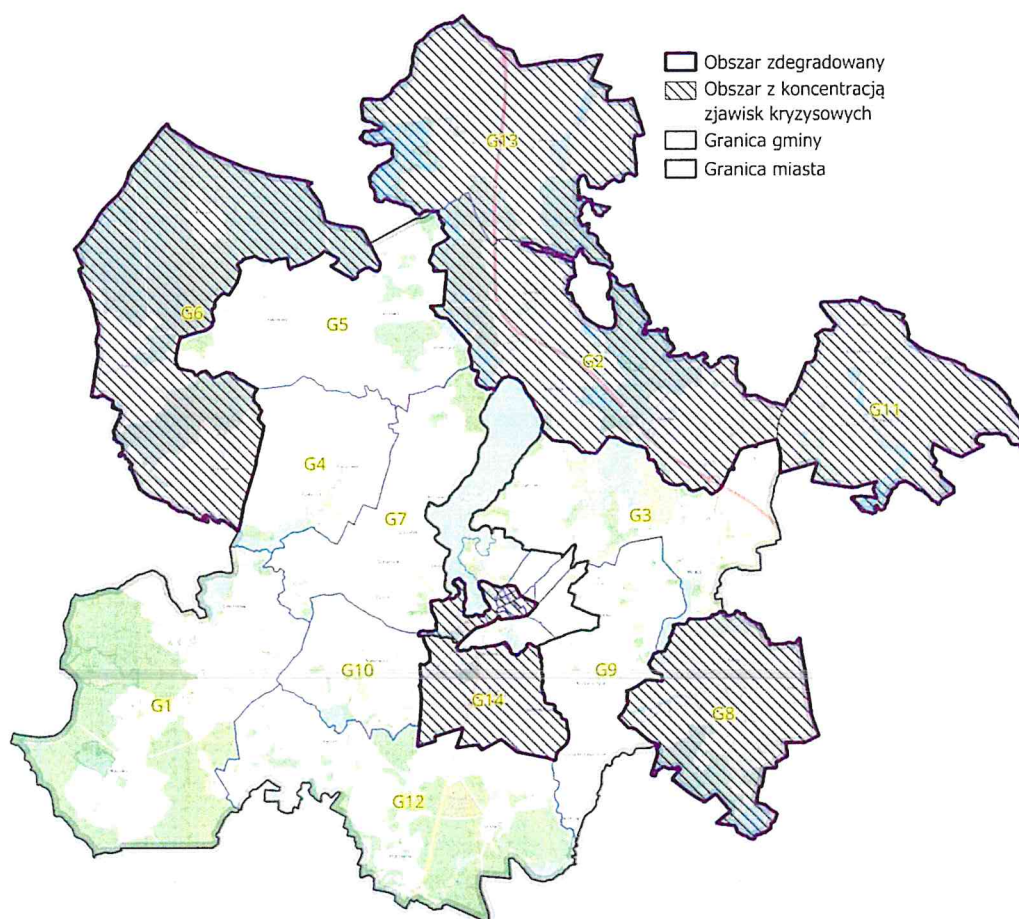 Obszar zdegradowany
Obszar z koncentracją
zjawisk kryzysowych
Granica gminy
Granica miasta
G13
G6
G5
G2
G11
G4
G7
G3
G10
G9
G1
G14
G8
G12